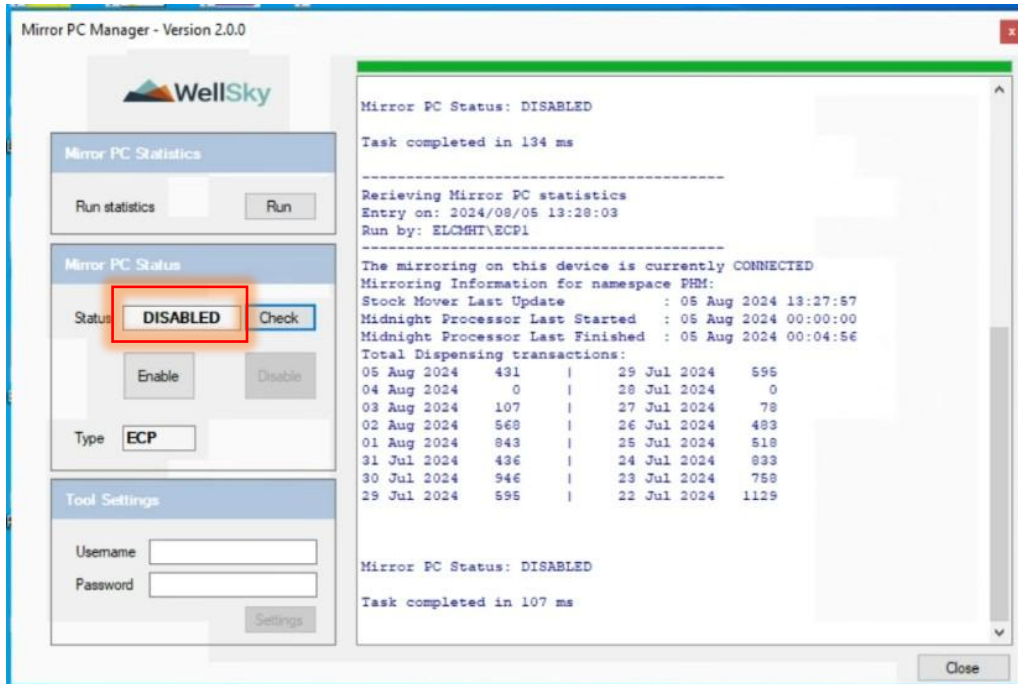 Mirror PC Manager - Version 2.0.0
x
WellSky
Mirror PC Statistics
Run statistics Run
Mirror PC Status
Status DISABLED Check
Enable Disable
Type ECP
Tool Settings
Username
Password
Settings
Mirror PC Status: DISABLED
Task completed in 134 ms
-----------------------------------------
Rerieving Mirror PC statistics
Entry on: 2024/08/05 13:28:03
Run by: ELCMHT\ECP1
-----------------------------------------
The mirroring on this device is currently CONNECTED
Mirroring Information for namespace PHM:
Stock Mover Last Update : 05 Aug 2024 13:27:57
Midnight Processor Last Started : 05 Aug 2024 00:00:00
Midnight Processor Last Finished : 05 Aug 2024 00:04:56
Total Dispensing transactions:
05 Aug 2024 431 | 29 Jul 2024 595
04 Aug 2024 0 | 28 Jul 2024 0
03 Aug 2024 107 | 27 Jul 2024 78
02 Aug 2024 568 | 26 Jul 2024 483
01 Aug 2024 843 | 25 Jul 2024 518
31 Jul 2024 436 | 24 Jul 2024 833
30 Jul 2024 946 | 23 Jul 2024 758
29 Jul 2024 595 | 22 Jul 2024 1129
Mirror PC Status: DISABLED
Task completed in 107 ms
Close